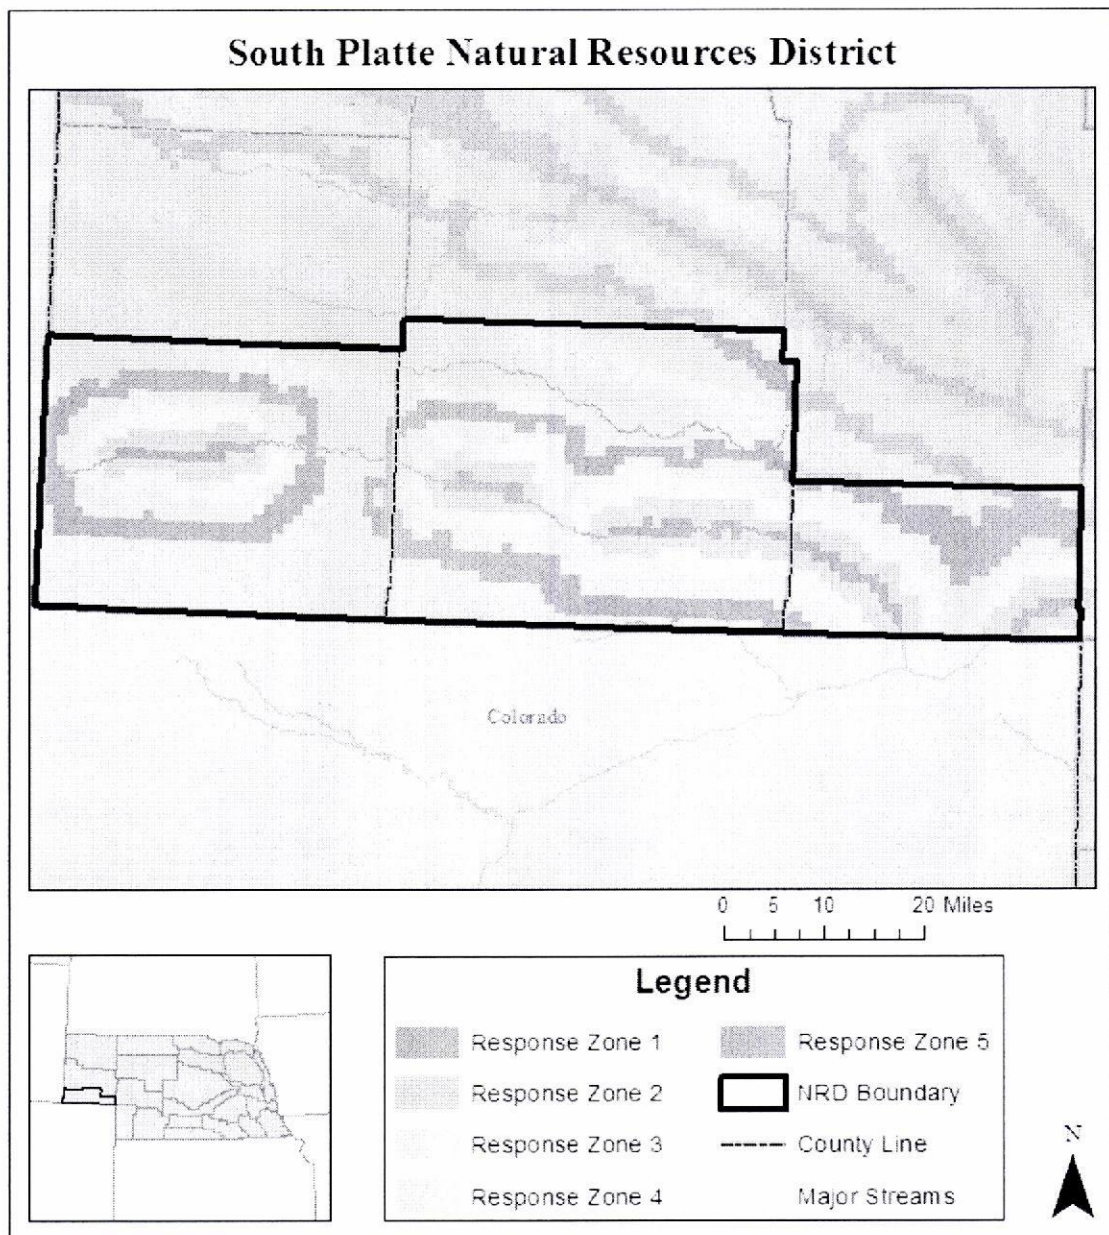 South Platte Natural Resources District
Colorado
0 5 10 20 Miles
Legend
Response Zone 1
Response Zone 2
Response Zone 3
Response Zone 4
Response Zone 5
NRD Boundary
County Line
Major Streams
N